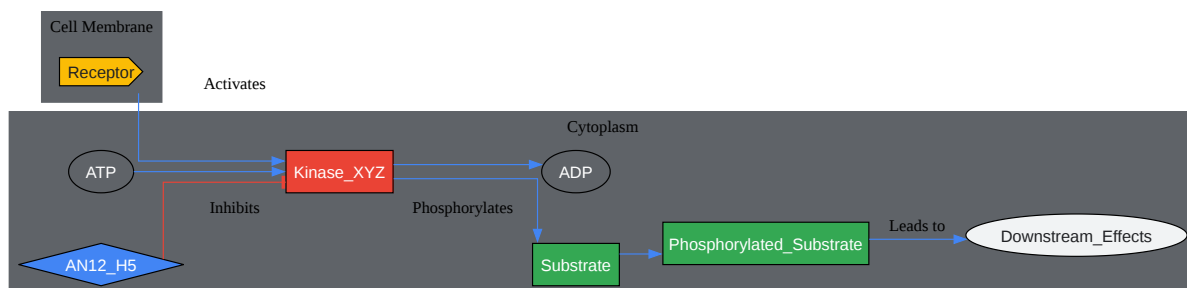 Cell Membrane
Receptor
Activates
Cytoplasm
ATP
Kinase_XYZ
ADP
Inhibits
Phosphorylates
AN12_H5
Substrate
Phosphorylated_Substrate
Leads to
Downstream_Effects